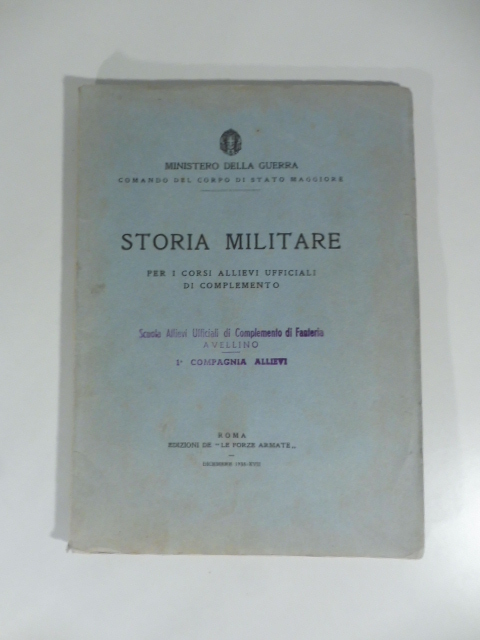 MINISTERO DELLA GUERRA
COMANDO DEL CORPO DI STATO MAGGIORE
STORIA MILITARE
PER I CORSI ALLIEVI UFFICIALI
DI COMPLEMENTO
Scuola Allievi Ufficiali di Complemento di Fanteria
AVELLINO
1ª COMPAGNIA ALLIEVI
ROMA
EDIZIONI DE "LE FORZE ARMATE"
DICEMBRE